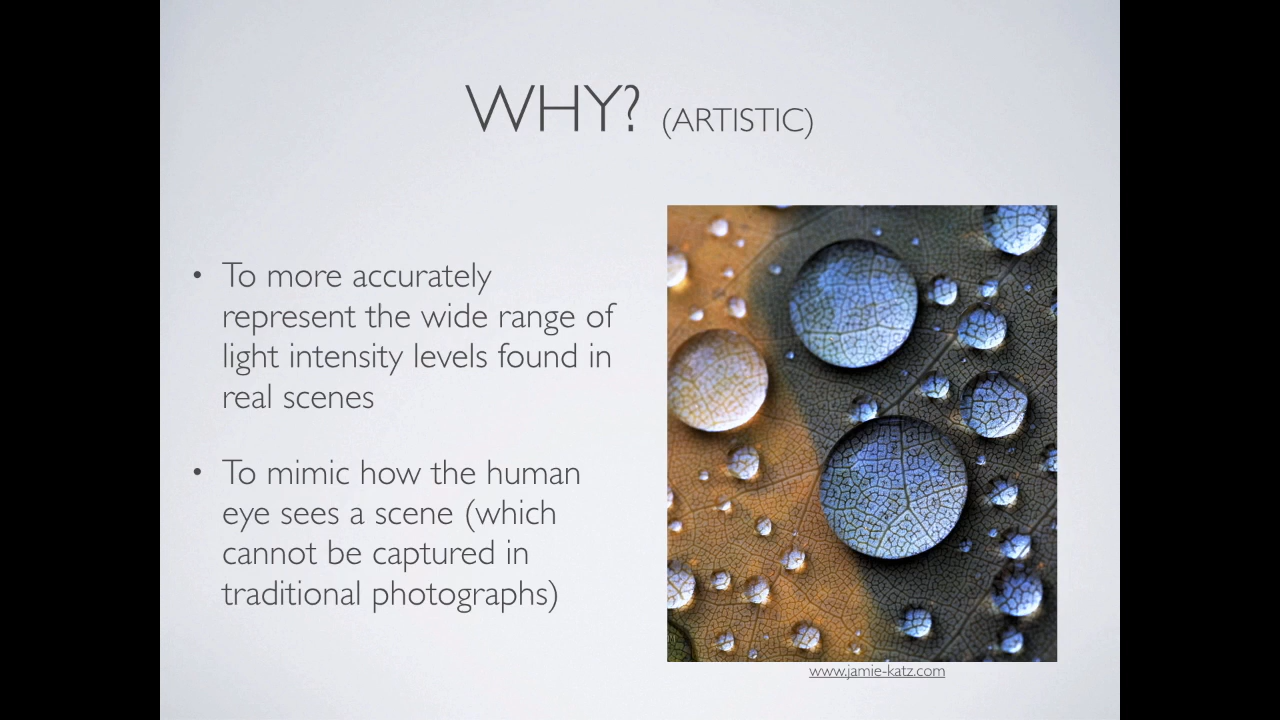 WHY? (ARTISTIC)
• To more accurately
represent the wide range of
light intensity levels found in
real scenes
• To mimic how the human
eye sees a scene (which
cannot be captured in
traditional photographs)
www.jamie-katz.com